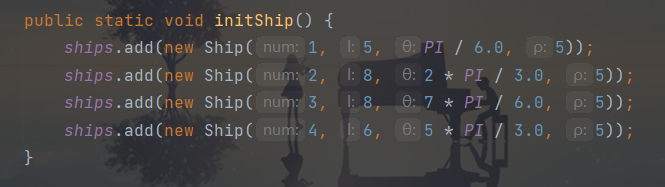 public static void initShip() {
ships.add(new Ship( num: 1, l: 5, θ: PI / 6.0, ρ: 5));
ships.add(new Ship( num: 2, l: 8, θ: 2 * PI / 3.0, ρ: 5));
ships.add(new Ship( num: 3, l: 8, θ: 7 * PI / 6.0, ρ: 5));
ships.add(new Ship( num: 4, l: 6, θ: 5 * PI / 3.0, ρ: 5));
}